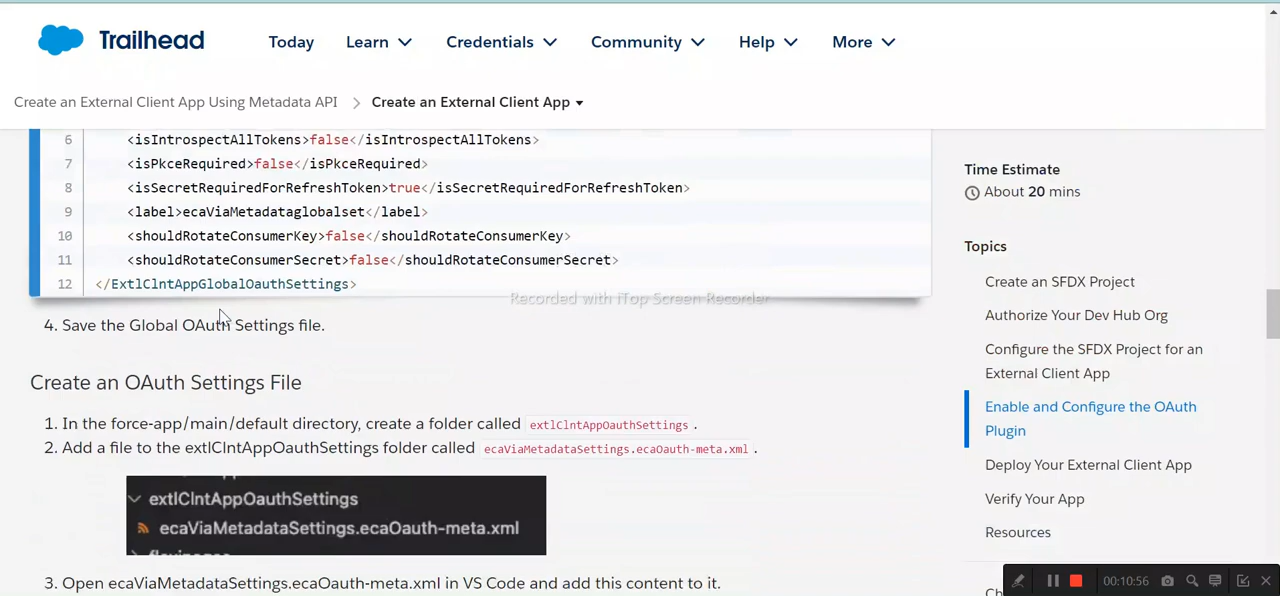 Trailhead
Today
Learn
Credentials
Community
Help
More
Create an External Client App Using Metadata API
Create an External Client App
6 <isIntrospectAllTokens>false</isIntrospectAllTokens>
7 <isPkceRequired>false</isPkceRequired>
8 <isSecretRequiredForRefreshToken>true</isSecretRequiredForRefreshToken>
9 <label>ecaViaMetadataglobalset</label>
10 <shouldRotateConsumerKey>false</shouldRotateConsumerKey>
11 <shouldRotateConsumerSecret>false</shouldRotateConsumerSecret>
12 </ExtlClntAppGlobalOauthSettings>
Recorded with iTop Screen Recorder
4. Save the Global OAuth Settings file.
Create an OAuth Settings File
1. In the force-app/main/default directory, create a folder called extlClntAppOauthSettings .
2. Add a file to the extlClntAppOauthSettings folder called ecaViaMetadataSettings.ecaOauth-meta.xml .
extlClntAppOauthSettings
ecaViaMetadataSettings.ecaOauth-meta.xml
3. Open ecaViaMetadataSettings.ecaOauth-meta.xml in VS Code and add this content to it.
Time Estimate
About 20 mins
Topics
Create an SFDX Project
Authorize Your Dev Hub Org
Configure the SFDX Project for an
External Client App
Enable and Configure the OAuth
Plugin
Deploy Your External Client App
Verify Your App
Resources
00:10:56